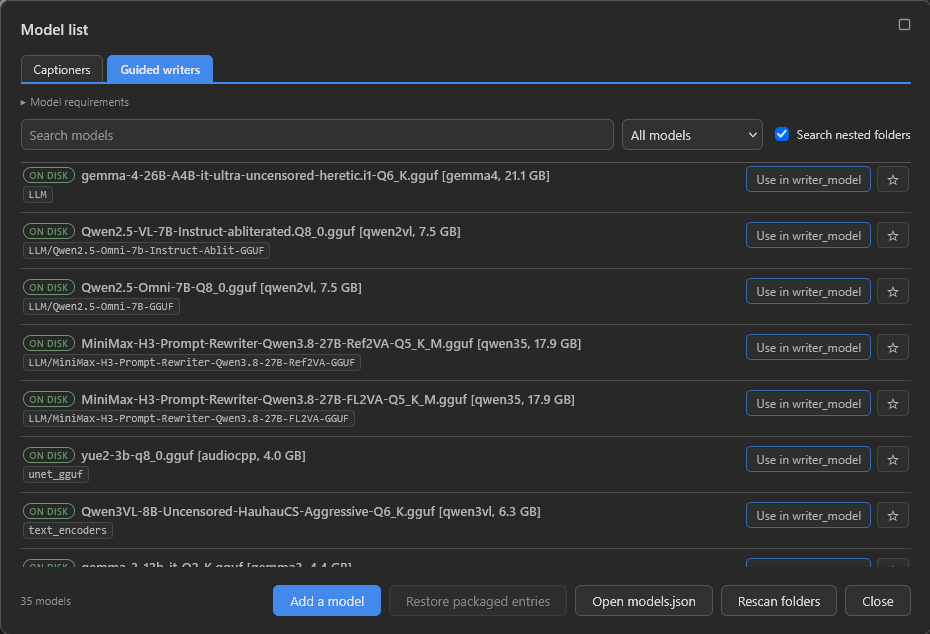 Model list
Captioners
Guided writers
▸ Model requirements
Search models
All models
Search nested folders
ON DISK gemma-4-26B-A4B-it-ultra-uncensored-heretic.i1-Q6_K.gguf [gemma4, 21.1 GB]
LLM
Use in writer_model ☆
ON DISK Qwen2.5-VL-7B-Instruct-abliterated.Q8_0.gguf [qwen2vl, 7.5 GB]
LLM/Qwen2.5-Omni-7b-Instruct-Ablit-GGUF
Use in writer_model ☆
ON DISK Qwen2.5-Omni-7B-Q8_0.gguf [qwen2vl, 7.5 GB]
LLM/Qwen2.5-Omni-7B-GGUF
Use in writer_model ☆
ON DISK MiniMax-H3-Prompt-Rewriter-Qwen3.8-27B-Ref2VA-Q5_K_M.gguf [qwen35, 17.9 GB]
LLM/MiniMax-H3-Prompt-Rewriter-Qwen3.8-27B-Ref2VA-GGUF
Use in writer_model ☆
ON DISK MiniMax-H3-Prompt-Rewriter-Qwen3.8-27B-FL2VA-Q5_K_M.gguf [qwen35, 17.9 GB]
LLM/MiniMax-H3-Prompt-Rewriter-Qwen3.8-27B-FL2VA-GGUF
Use in writer_model ☆
ON DISK yue2-3b-q8_0.gguf [audiocpp, 4.0 GB]
unet_gguf
Use in writer_model ☆
ON DISK Qwen3VL-8B-Uncensored-HauhauCS-Aggressive-Q6_K.gguf [qwen3vl, 6.3 GB]
text_encoders
Use in writer_model ☆
ON DISK
35 models
Add a model
Restore packaged entries
Open models.json
Rescan folders
Close